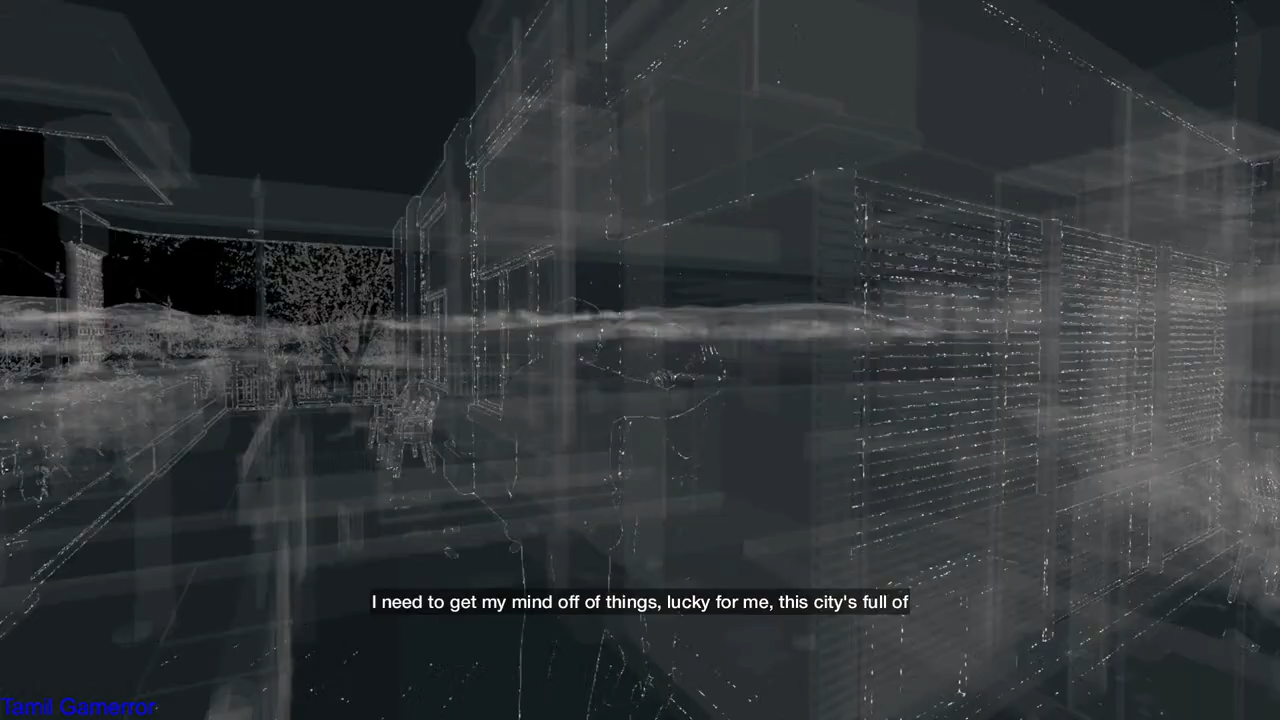 I need to get my mind off of things, lucky for me, this city's full of
Tamil Gamerror